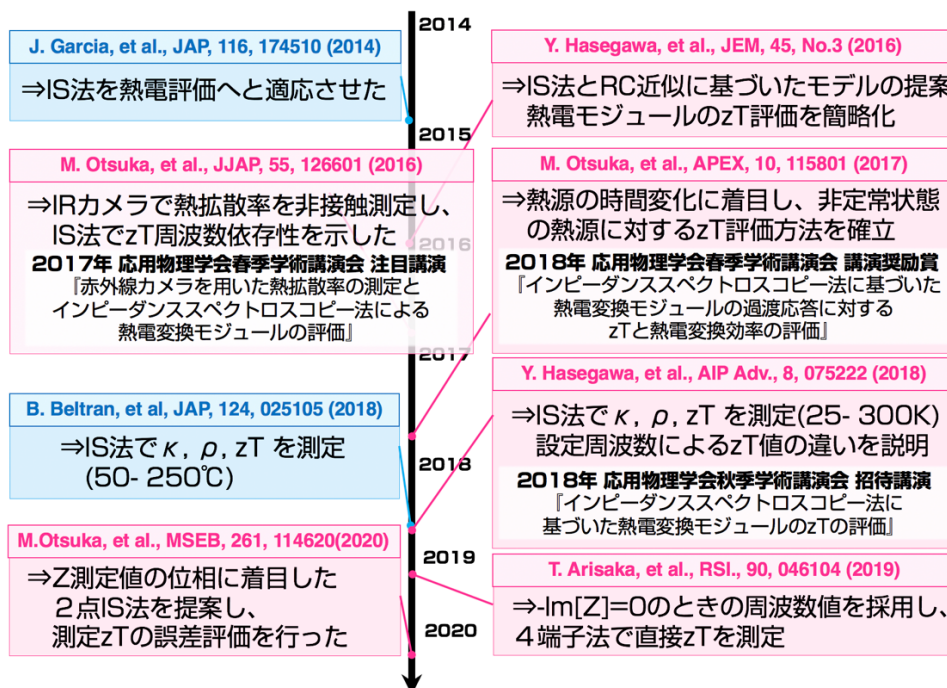 2014
J. Garcia, et al., JAP, 116, 174510 (2014)
⇒IS法を熱電評価へと適応させた
Y. Hasegawa, et al., JEM, 45, No.3 (2016)
⇒IS法とRC近似に基づいたモデルの提案
熱電モジュールのzT評価を簡略化
2015
M. Otsuka, et al., JJAP, 55, 126601 (2016)
⇒IRカメラで熱拡散率を非接触測定し、
IS法でzT周波数依存性を示した
2017年 応用物理学会春季学術講演会 注目講演
『赤外線カメラを用いた熱拡散率の測定と
インピーダンススペクトロスコピー法による
熱電変換モジュールの評価』
2016
M. Otsuka, et al., APEX, 10, 115801 (2017)
⇒熱源の時間変化に着目し、非定常状態
の熱源に対するzT評価方法を確立
2018年 応用物理学会春季学術講演会 講演奨励賞
『インピーダンススペクトロスコピー法に基づいた
熱電変換モジュールの過渡応答に対する
zTと熱電変換効率の評価』
2017
B. Beltran, et al, JAP, 124, 025105 (2018)
⇒IS法でκ, ρ, zT を測定
(50- 250℃)
Y. Hasegawa, et al., AIP Adv., 8, 075222 (2018)
⇒IS法でκ, ρ, zT を測定(25- 300K)
設定周波数によるzT値の違いを説明
2018年 応用物理学会秋季学術講演会 招待講演
『インピーダンススペクトロスコピー法に
基づいた熱電変換モジュールのzTの評価』
2018
M.Otsuka, et al., MSEB, 261, 114620(2020)
⇒Z測定値の位相に着目した
２点IS法を提案し、
測定zTの誤差評価を行った
2019
T. Arisaka, et al., RSI., 90, 046104 (2019)
⇒-Im[Z]=0のときの周波数値を採用し、
４端子法で直接zTを測定
2020